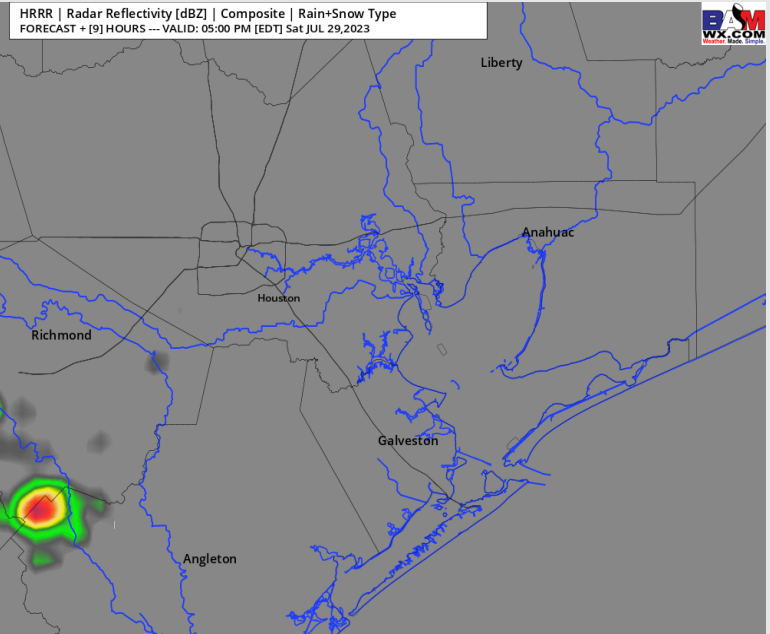 HRRR | Radar Reflectivity [dBZ] | Composite | Rain+Snow Type
FORECAST + [9] HOURS --- VALID: 05:00 PM [EDT] Sat JUL 29,2023
BAM
WX.COM
Weather. Made. Simple.
Liberty
Anahuac
Houston
Richmond
Galveston
Angleton